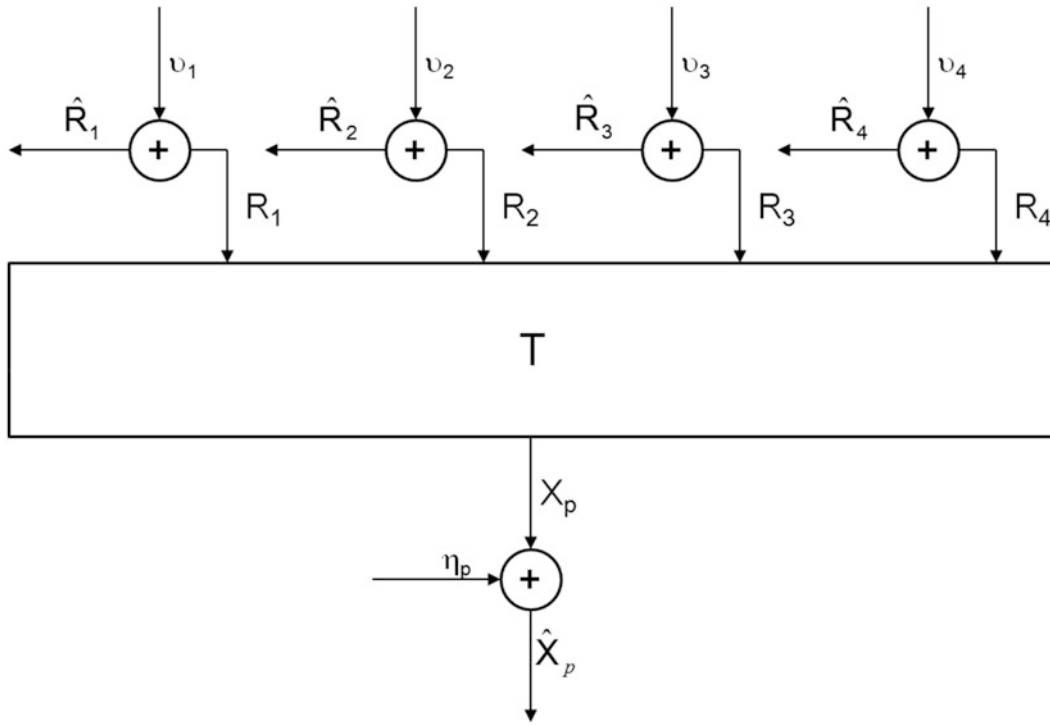 υ₁ υ₂ υ₃ υ₄
R̂₁ + R̂₂ + R̂₃ + R̂₄ +
R₁ R₂ R₃ R₄
T
Xₚ
ηₚ +
X̂ₚ